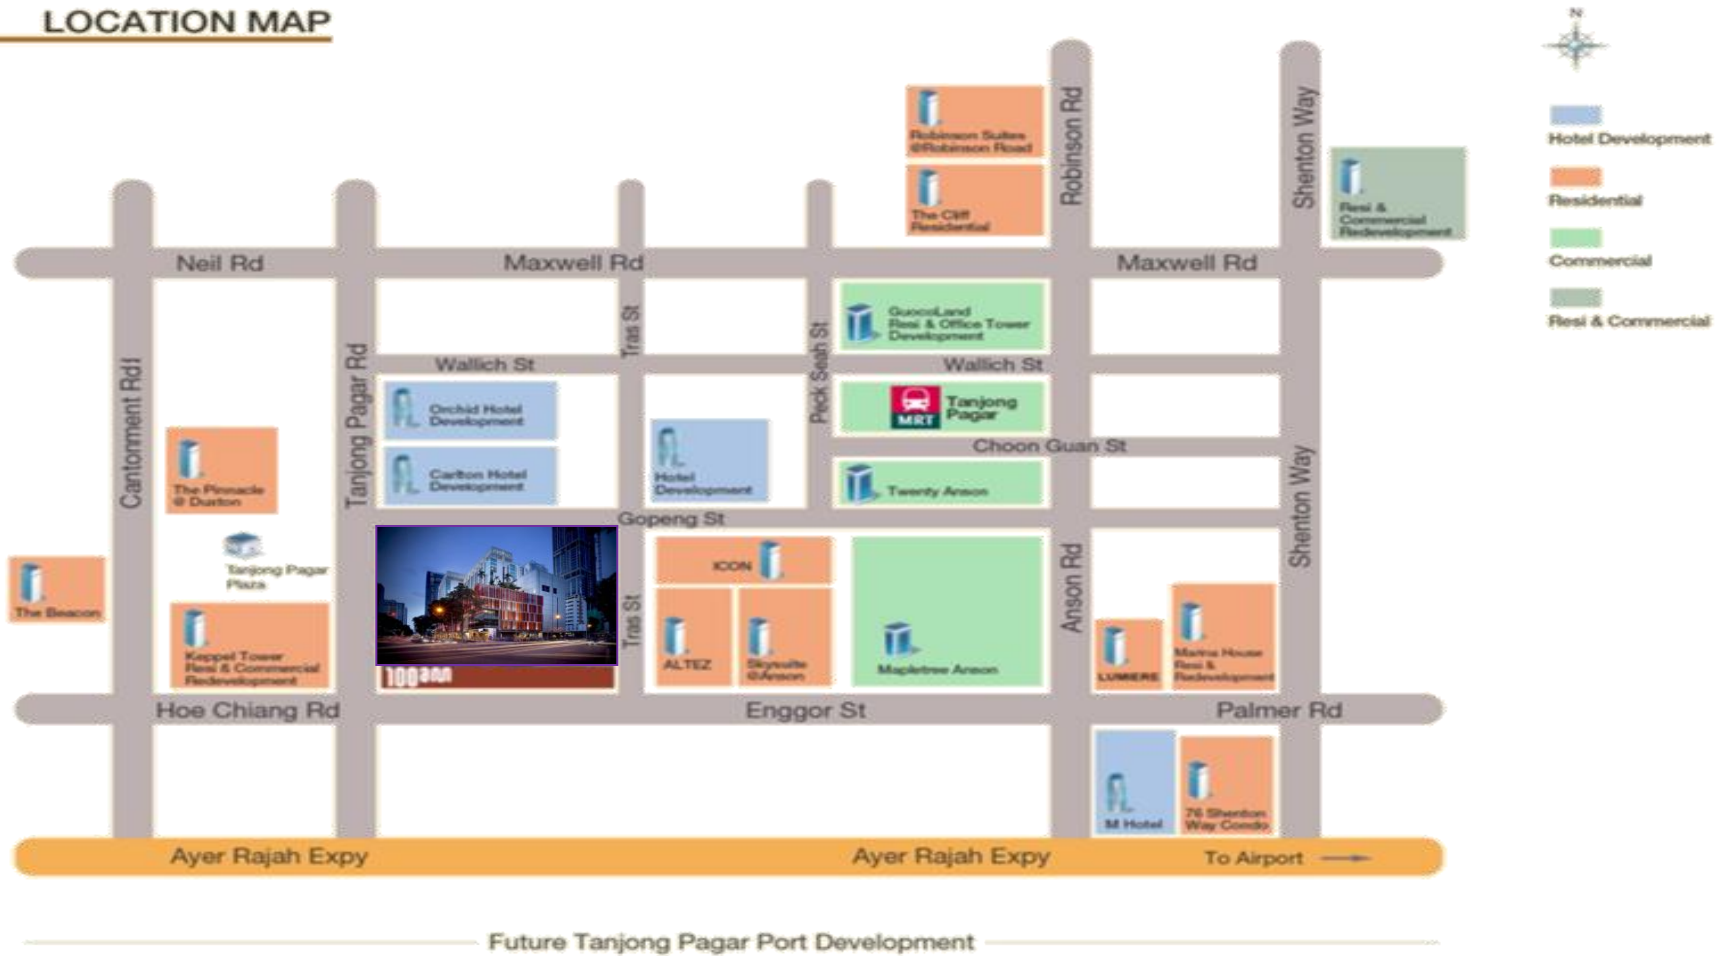 LOCATION MAP
N
Hotel Development
Residential
Commercial
Resi & Commercial
Robinson Rd
Shenton Way
Robinson Suites
@Robinson Road
The Cliff
Residential
Resi &
Commercial
Redevelopment
Neil Rd
Maxwell Rd
Maxwell Rd
Cantonment Rd
Tanjong Pagar Rd
Tras St
Peck Seah St
GuocoLand
Resi & Office Tower
Development
Wallich St
Wallich St
Orchid Hotel
Development
MRT
Tanjong
Pagar
Choon Guan St
Carlton Hotel
Development
Hotel
Development
Twenty Anson
The Pinnacle
@ Duxton
Shenton Way
Gopeng St
Tanjong Pagar
Plaza
The Beacon
Keppel Tower
Resi & Commercial
Redevelopment
100
Tras St
ICON
ALTEZ
Skysuite
@Anson
Mapletree Anson
Anson Rd
LUMIERE
Marina House
Resi &
Redevelopment
Hoe Chiang Rd
Enggor St
Palmer Rd
M Hotel
76 Shenton
Way Condo
Ayer Rajah Expy
Ayer Rajah Expy
To Airport
Future Tanjong Pagar Port Development